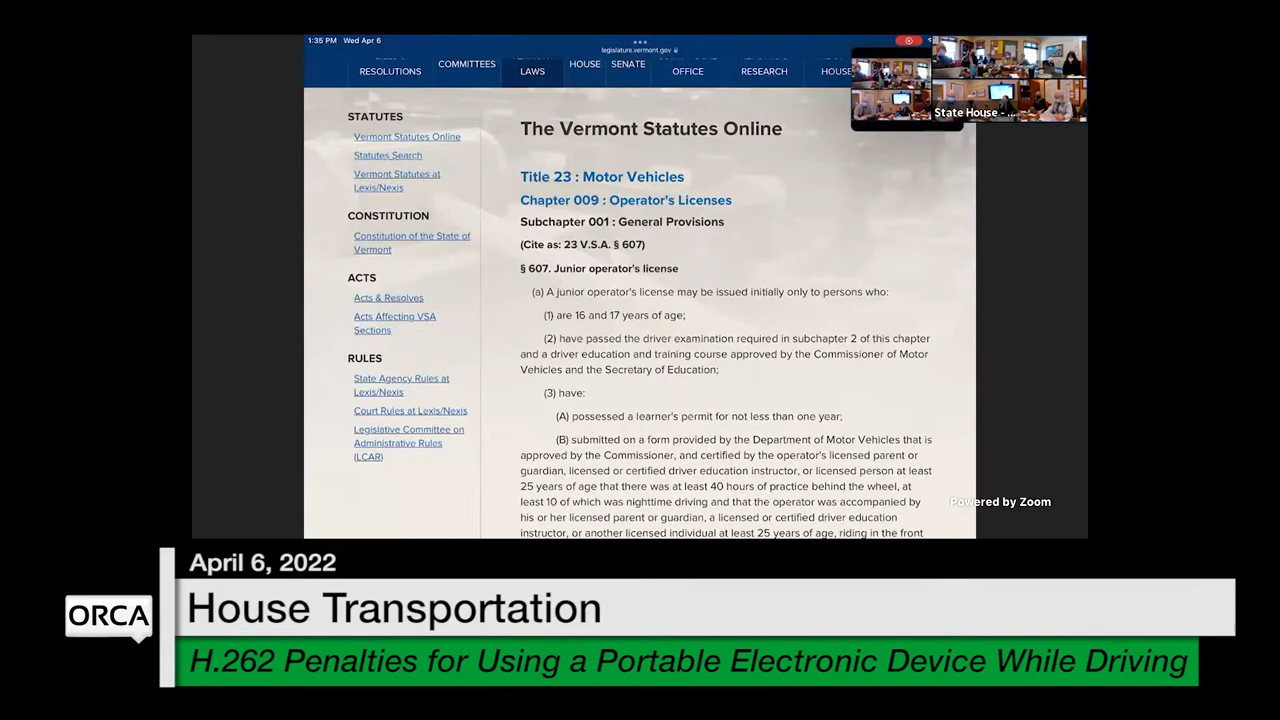 1:35 PM Wed Apr 6
legislature.vermont.gov
RESOLUTIONS
COMMITTEES
LAWS
HOUSE
SENATE
OFFICE
RESEARCH
HOUSE
State House - ...
STATUTES
Vermont Statutes Online
Statutes Search
Vermont Statutes at
Lexis/Nexis
CONSTITUTION
Constitution of the State of
Vermont
ACTS
Acts & Resolves
Acts Affecting VSA
Sections
RULES
State Agency Rules at
Lexis/Nexis
Court Rules at Lexis/Nexis
Legislative Committee on
Administrative Rules
(LCAR)
The Vermont Statutes Online
Title 23 : Motor Vehicles
Chapter 009 : Operator's Licenses
Subchapter 001 : General Provisions
(Cite as: 23 V.S.A. § 607)
§ 607. Junior operator's license
(a) A junior operator's license may be issued initially only to persons who:
(1) are 16 and 17 years of age;
(2) have passed the driver examination required in subchapter 2 of this chapter
and a driver education and training course approved by the Commissioner of Motor
Vehicles and the Secretary of Education;
(3) have:
(A) possessed a learner's permit for not less than one year;
(B) submitted on a form provided by the Department of Motor Vehicles that is
approved by the Commissioner, and certified by the operator's licensed parent or
guardian, licensed or certified driver education instructor, or licensed person at least
25 years of age that there was at least 40 hours of practice behind the wheel, at
least 10 of which was nighttime driving and that the operator was accompanied by
his or her licensed parent or guardian, a licensed or certified driver education
instructor, or another licensed individual at least 25 years of age, riding in the front
Powered by Zoom
April 6, 2022
ORCA
House Transportation
H.262 Penalties for Using a Portable Electronic Device While Driving